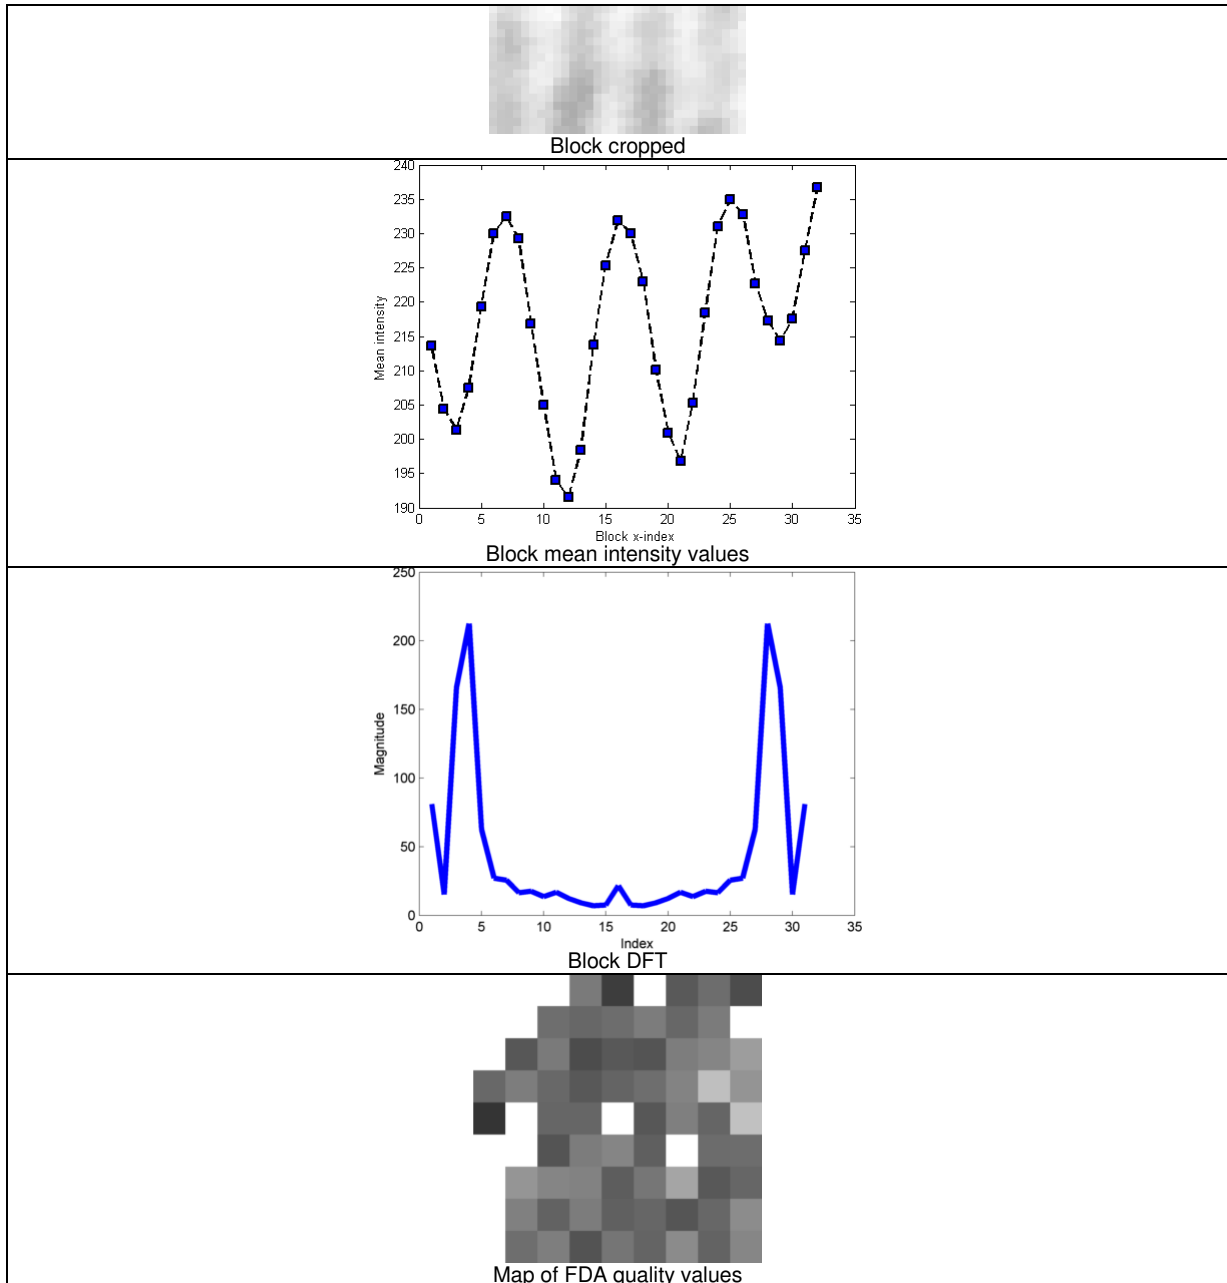 Block cropped
240
235
230
225
220
215
210
205
200
195
190
Mean intensity
0 5 10 15 20 25 30 35
Block x-index
Block mean intensity values
250
200
150
100
50
0
Magnitude
0 5 10 15 20 25 30 35
Index
Block DFT
Map of FDA quality values